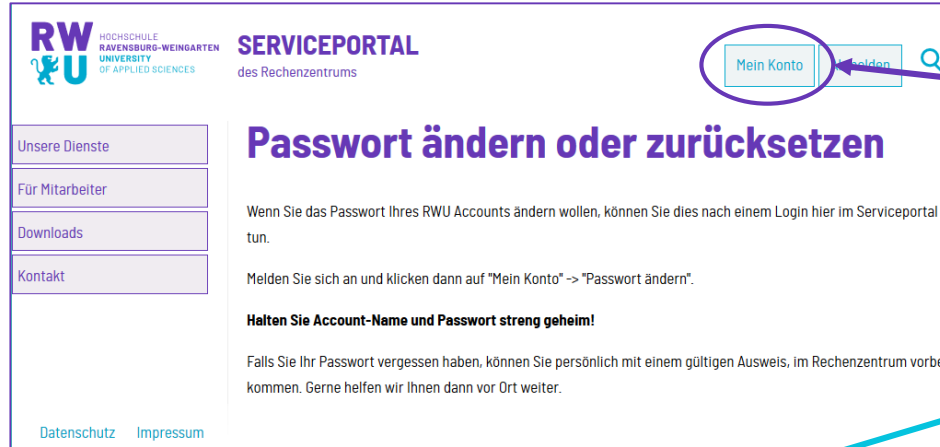 RWU HOCHSCHULE
RAVENSBURG-WEINGARTEN
UNIVERSITY
OF APPLIED SCIENCES
SERVICEPORTAL
des Rechenzentrums
Mein Konto
Unsere Dienste
Für Mitarbeiter
Downloads
Kontakt
Passwort ändern oder zurücksetzen
Wenn Sie das Passwort Ihres RWU Accounts ändern wollen, können Sie dies nach einem Login hier im Serviceportal
tun.
Melden Sie sich an und klicken dann auf "Mein Konto" -> "Passwort ändern".
Halten Sie Account-Name und Passwort streng geheim!
Falls Sie Ihr Passwort vergessen haben, können Sie persönlich mit einem gültigen Ausweis, im Rechenzentrum
kommen. Gerne helfen wir Ihnen dann vor Ort weiter.
Datenschutz Impressum